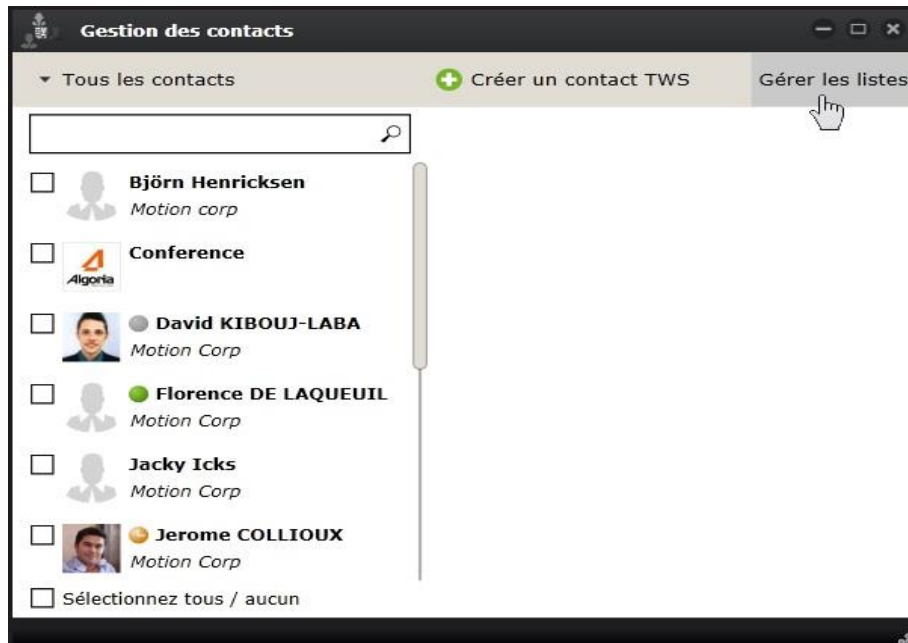 Gestion des contacts
Tous les contacts
Créer un contact TWS
Gérer les listes
Björn Henricksen
Motion corp
Conference
Algoria
David KIBOUJ-LABA
Motion Corp
Florence DE LAQUEUIL
Motion Corp
Jacky Icks
Motion Corp
Jerome COLLIOUX
Motion Corp
Sélectionnez tous / aucun